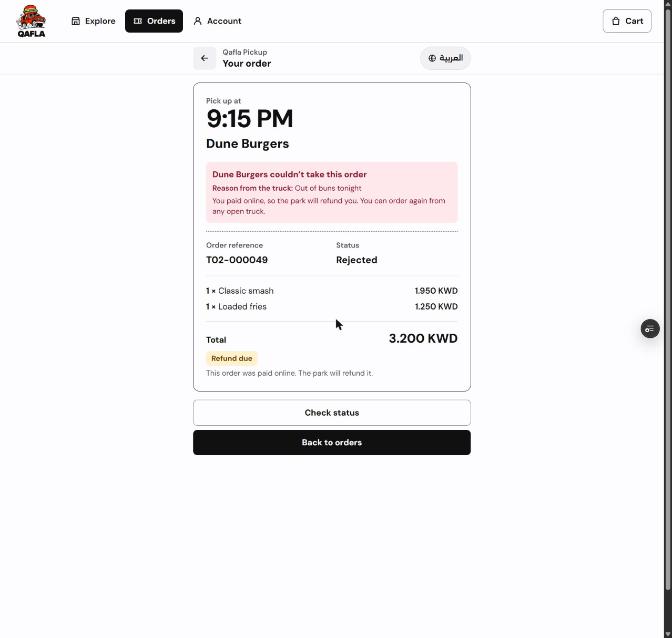 QAFLA
Explore
Orders
Account
Cart
Qafla Pickup
Your order
العربية
Pick up at
9:15 PM
Dune Burgers
Dune Burgers couldn't take this order
Reason from the truck: Out of buns tonight
You paid online, so the park will refund you. You can order again from
any open truck.
Order reference
Status
T02-000049
Rejected
1 × Classic smash
1.950 KWD
1 × Loaded fries
1.250 KWD
Total
3.200 KWD
Refund due
This order was paid online. The park will refund it.
Check status
Back to orders